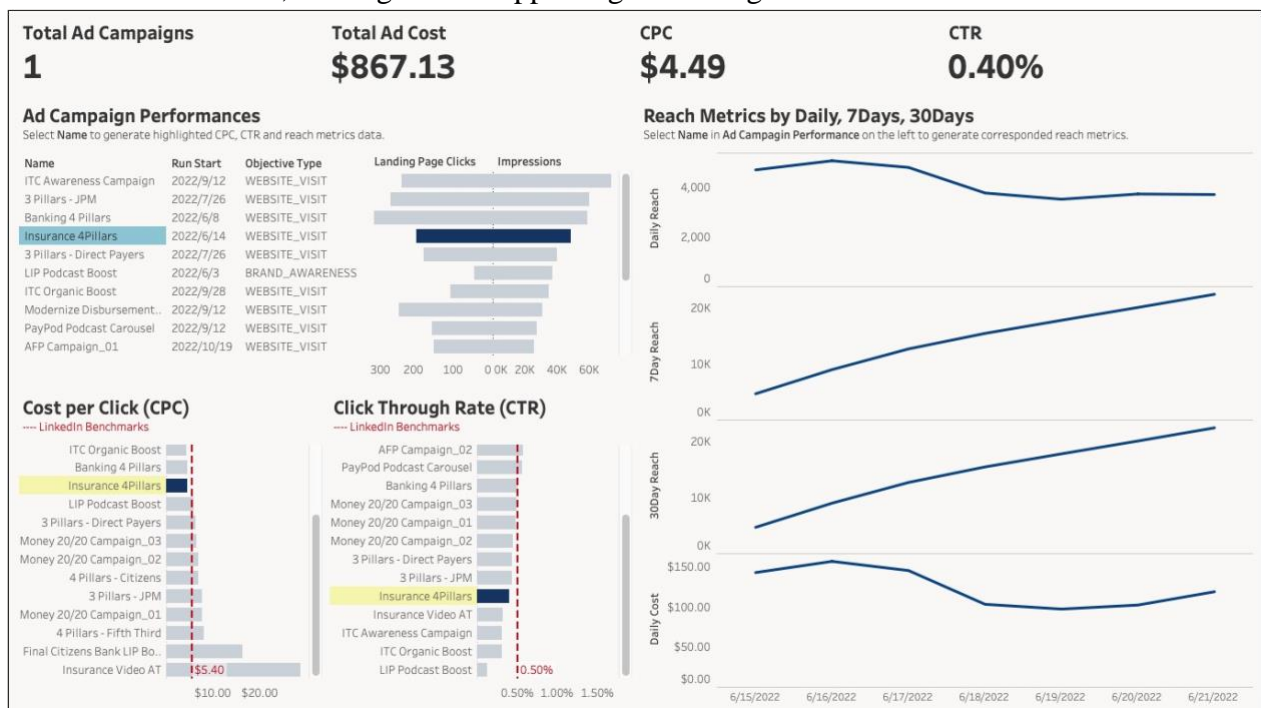 Total Ad Campaigns
1
Total Ad Cost
$867.13
CPC
$4.49
CTR
0.40%
Ad Campaign Performances
Select Name to generate highlighted CPC, CTR and reach metrics data.
Name Run Start Objective Type Landing Page Clicks Impressions
ITC Awareness Campaign 2022/9/12 WEBSITE_VISIT
3 Pillars - JPM 2022/7/26 WEBSITE_VISIT
Banking 4 Pillars 2022/6/8 WEBSITE_VISIT
Insurance 4Pillars 2022/6/14 WEBSITE_VISIT
3 Pillars - Direct Payers 2022/7/26 WEBSITE_VISIT
LIP Podcast Boost 2022/6/3 BRAND_AWARENESS
ITC Organic Boost 2022/9/28 WEBSITE_VISIT
Modernize Disbursement.. 2022/9/12 WEBSITE_VISIT
PayPod Podcast Carousel 2022/9/12 WEBSITE_VISIT
AFP Campaign_01 2022/10/19 WEBSITE_VISIT
300 200 100 0 0K 20K 40K 60K
Cost per Click (CPC)
---- LinkedIn Benchmarks
ITC Organic Boost
Banking 4 Pillars
Insurance 4Pillars
LIP Podcast Boost
3 Pillars - Direct Payers
Money 20/20 Campaign_03
Money 20/20 Campaign_02
4 Pillars - Citizens
3 Pillars - JPM
Money 20/20 Campaign_01
4 Pillars - Fifth Third
Final Citizens Bank LIP Bo..
Insurance Video AT $5.40
$10.00 $20.00
Click Through Rate (CTR)
---- LinkedIn Benchmarks
AFP Campaign_02
PayPod Podcast Carousel
Banking 4 Pillars
Money 20/20 Campaign_03
Money 20/20 Campaign_01
Money 20/20 Campaign_02
3 Pillars - Direct Payers
3 Pillars - JPM
Insurance 4Pillars
Insurance Video AT
ITC Awareness Campaign
ITC Organic Boost
LIP Podcast Boost 0.50%
0.50% 1.00% 1.50%
Reach Metrics by Daily, 7Days, 30Days
Select Name in Ad Campagin Performance on the left to generate corresponded reach metrics.
Daily Reach
4,000
2,000
0
7Day Reach
20K
10K
0K
30Day Reach
20K
10K
0K
Daily Cost
$150.00
$100.00
$50.00
$0.00
6/15/2022 6/16/2022 6/17/2022 6/18/2022 6/19/2022 6/20/2022 6/21/2022